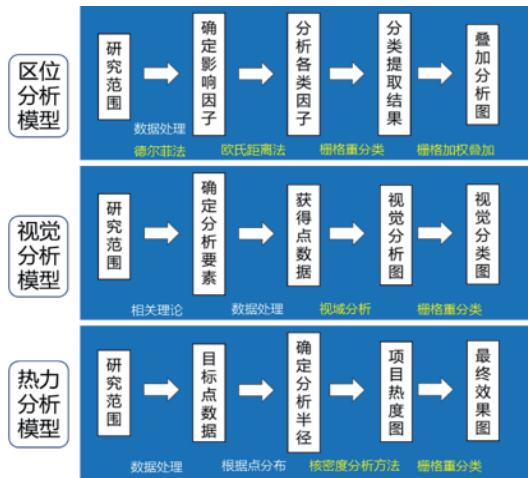 区位
分析
模型
研究范围
确定影响因子
分析各类因子
分类提取结果
叠加分析图
数据处理
德尔菲法
欧氏距离法
栅格重分类
栅格加权叠加
视觉
分析
模型
研究范围
确定分析要素
获得点数据
视觉分析图
视觉分类图
相关理论
数据处理
视域分析
栅格重分类
热力
分析
模型
研究范围
目标点数据
确定分析半径
项目热度图
最终效果图
数据处理
根据点分布
核密度分析方法
栅格重分类